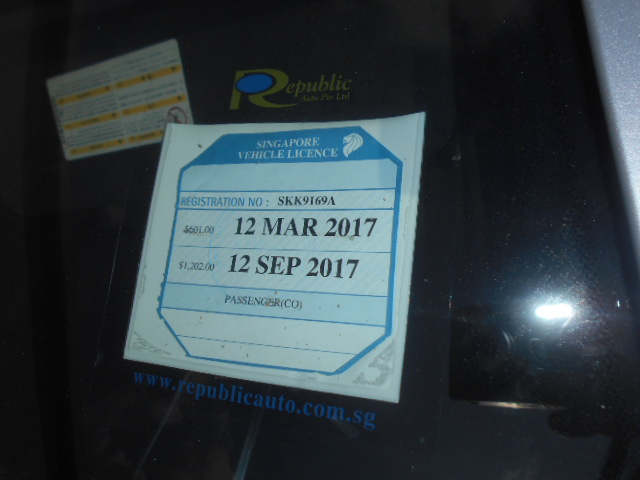 Republic
Auto Pte Ltd
SINGAPORE
VEHICLE LICENCE
REGISTRATION NO : SKK9169A
$601.00 12 MAR 2017
$1,202.00 12 SEP 2017
PASSENGER(CO)
www.republicauto.com.sg